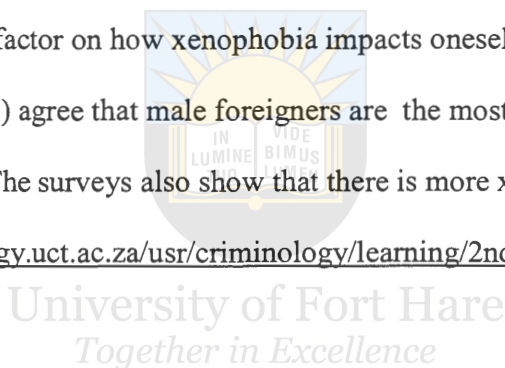 factor on how xenophobia impacts onesel
) agree that male foreigners are the most
IN VIDE
LUMINE BIMUS
TUO LUMEN
The surveys also show that there is more x
gy.uct.ac.za/usr/criminology/learning/2nd
University of Fort Hare
Together in Excellence